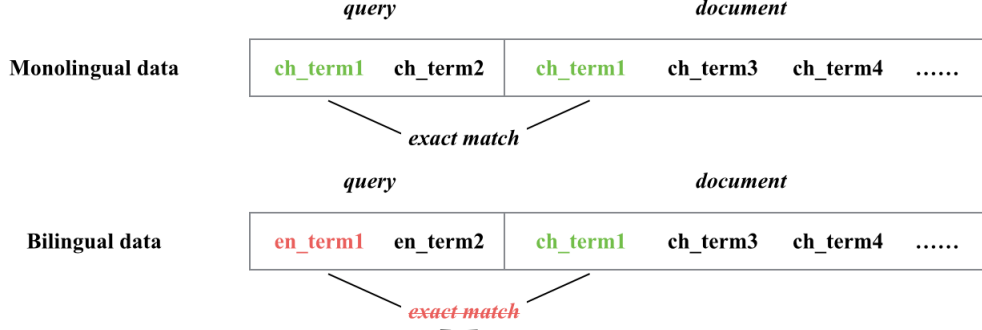 query document
Monolingual data ch_term1 ch_term2 ch_term1 ch_term3 ch_term4 ......
exact match
query document
Bilingual data en_term1 en_term2 ch_term1 ch_term3 ch_term4 ......
exact match